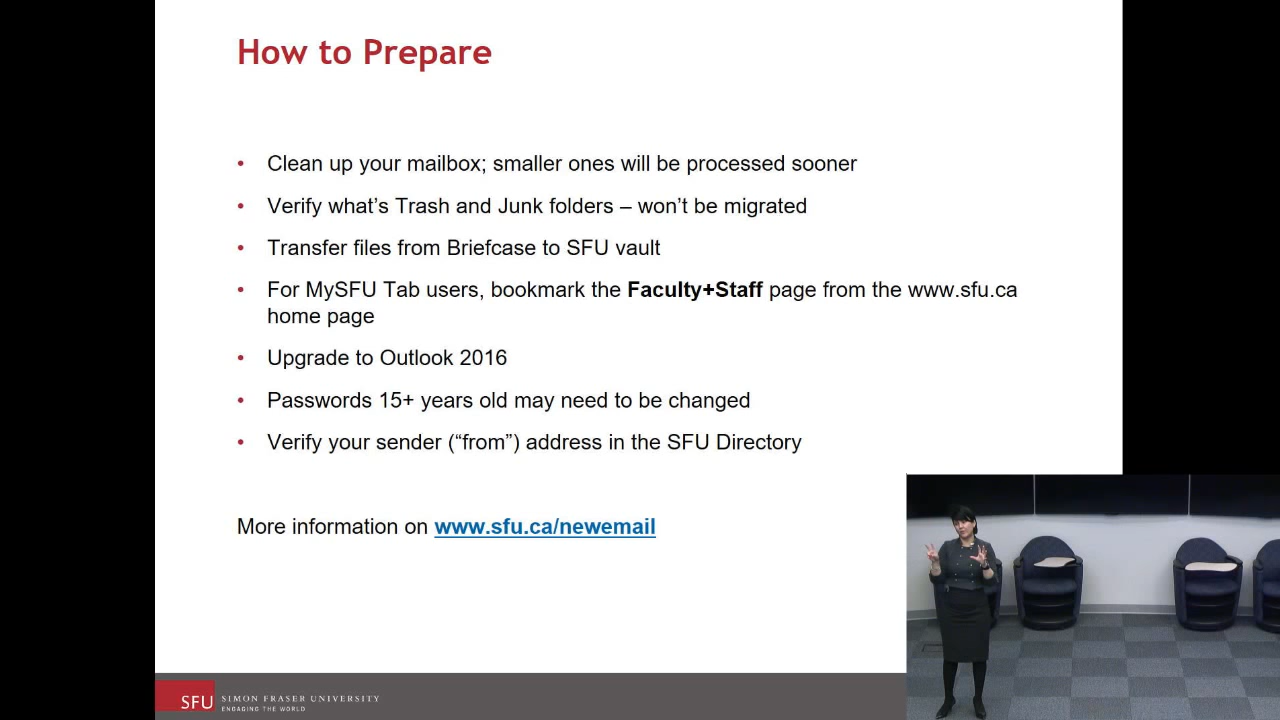 How to Prepare
• Clean up your mailbox; smaller ones will be processed sooner
• Verify what’s Trash and Junk folders – won’t be migrated
• Transfer files from Briefcase to SFU vault
• For MySFU Tab users, bookmark the Faculty+Staff page from the www.sfu.ca
home page
• Upgrade to Outlook 2016
• Passwords 15+ years old may need to be changed
• Verify your sender (“from”) address in the SFU Directory
More information on www.sfu.ca/newemail
SFU SIMON FRASER UNIVERSITY
ENGAGING THE WORLD